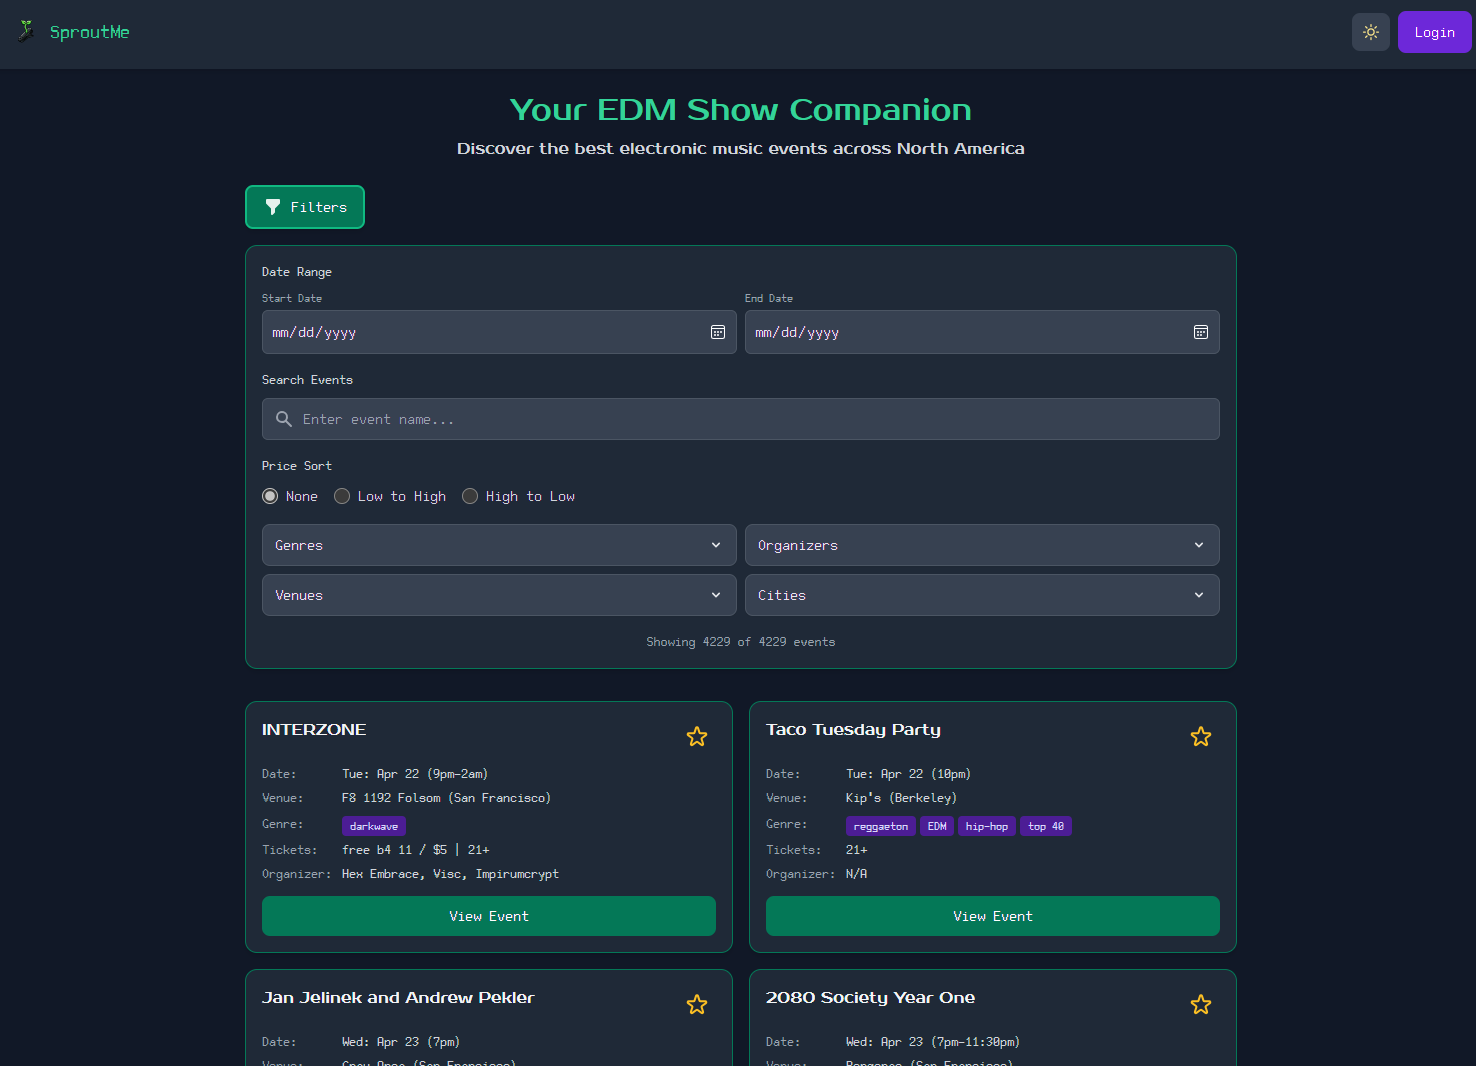 SproutMe
Login
Your EDM Show Companion
Discover the best electronic music events across North America
Filters
Date Range
Start Date
End Date
mm/dd/yyyy
mm/dd/yyyy
Search Events
Enter event name...
Price Sort
None
Low to High
High to Low
Genres
Organizers
Venues
Cities
Showing 4229 of 4229 events
INTERZONE
Date: Tue: Apr 22 (9pm-2am)
Venue: F8 1192 Folsom (San Francisco)
Genre: darkwave
Tickets: free b4 11 / $5 | 21+
Organizer: Hex Embrace, Visc, Impirumcrypt
View Event
Taco Tuesday Party
Date: Tue: Apr 22 (10pm)
Venue: Kip's (Berkeley)
Genre: reggaeton EDM hip-hop top 40
Tickets: 21+
Organizer: N/A
View Event
Jan Jelinek and Andrew Pekler
Date: Wed: Apr 23 (7pm)
Venue: Gray Area (San Francisco)
2080 Society Year One
Date: Wed: Apr 23 (7pm-11:30pm)
Venue: (San Francisco)